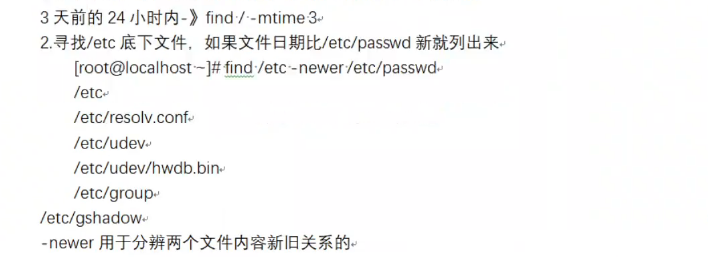 3 天前的 24 小时内-》find / -mtime 3
2.寻找/etc 底下文件，如果文件日期比/etc/passwd 新就列出来
[root@localhost ~]# find /etc -newer /etc/passwd
/etc
/etc/resolv.conf
/etc/udev
/etc/udev/hwdb.bin
/etc/group
/etc/gshadow
-newer 用于分辨两个文件内容新旧关系的